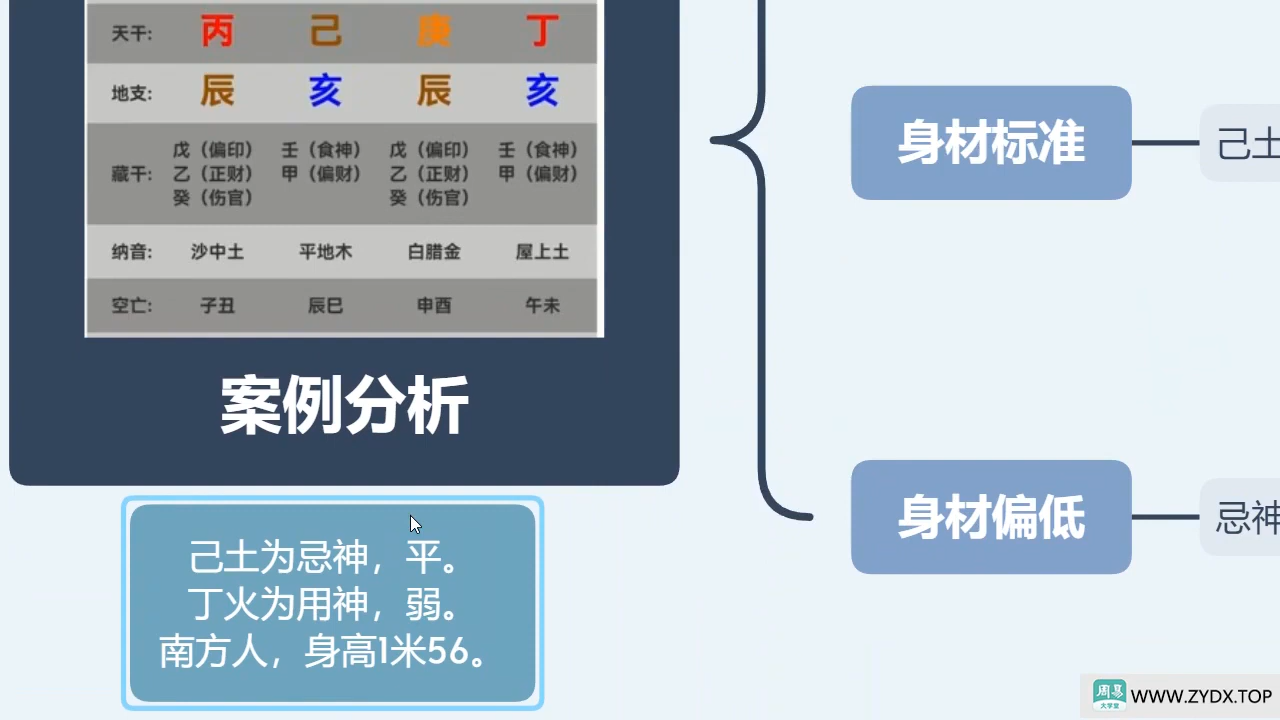 天干: 丙 己 庚 丁
地支: 辰 亥 辰 亥
藏干: 戊（偏印） 壬（食神） 戊（偏印） 壬（食神）
乙（正财） 甲（偏财） 乙（正财） 甲（偏财）
癸（伤官） 癸（伤官）
纳音: 沙中土 平地木 白腊金 屋上土
空亡: 子丑 辰巳 申酉 午未
案例分析
己土为忌神，平。
丁火为用神，弱。
南方人，身高1米56。
身材标准
己土
身材偏低
忌神
周易
大学堂
WWW.ZYDX.TOP